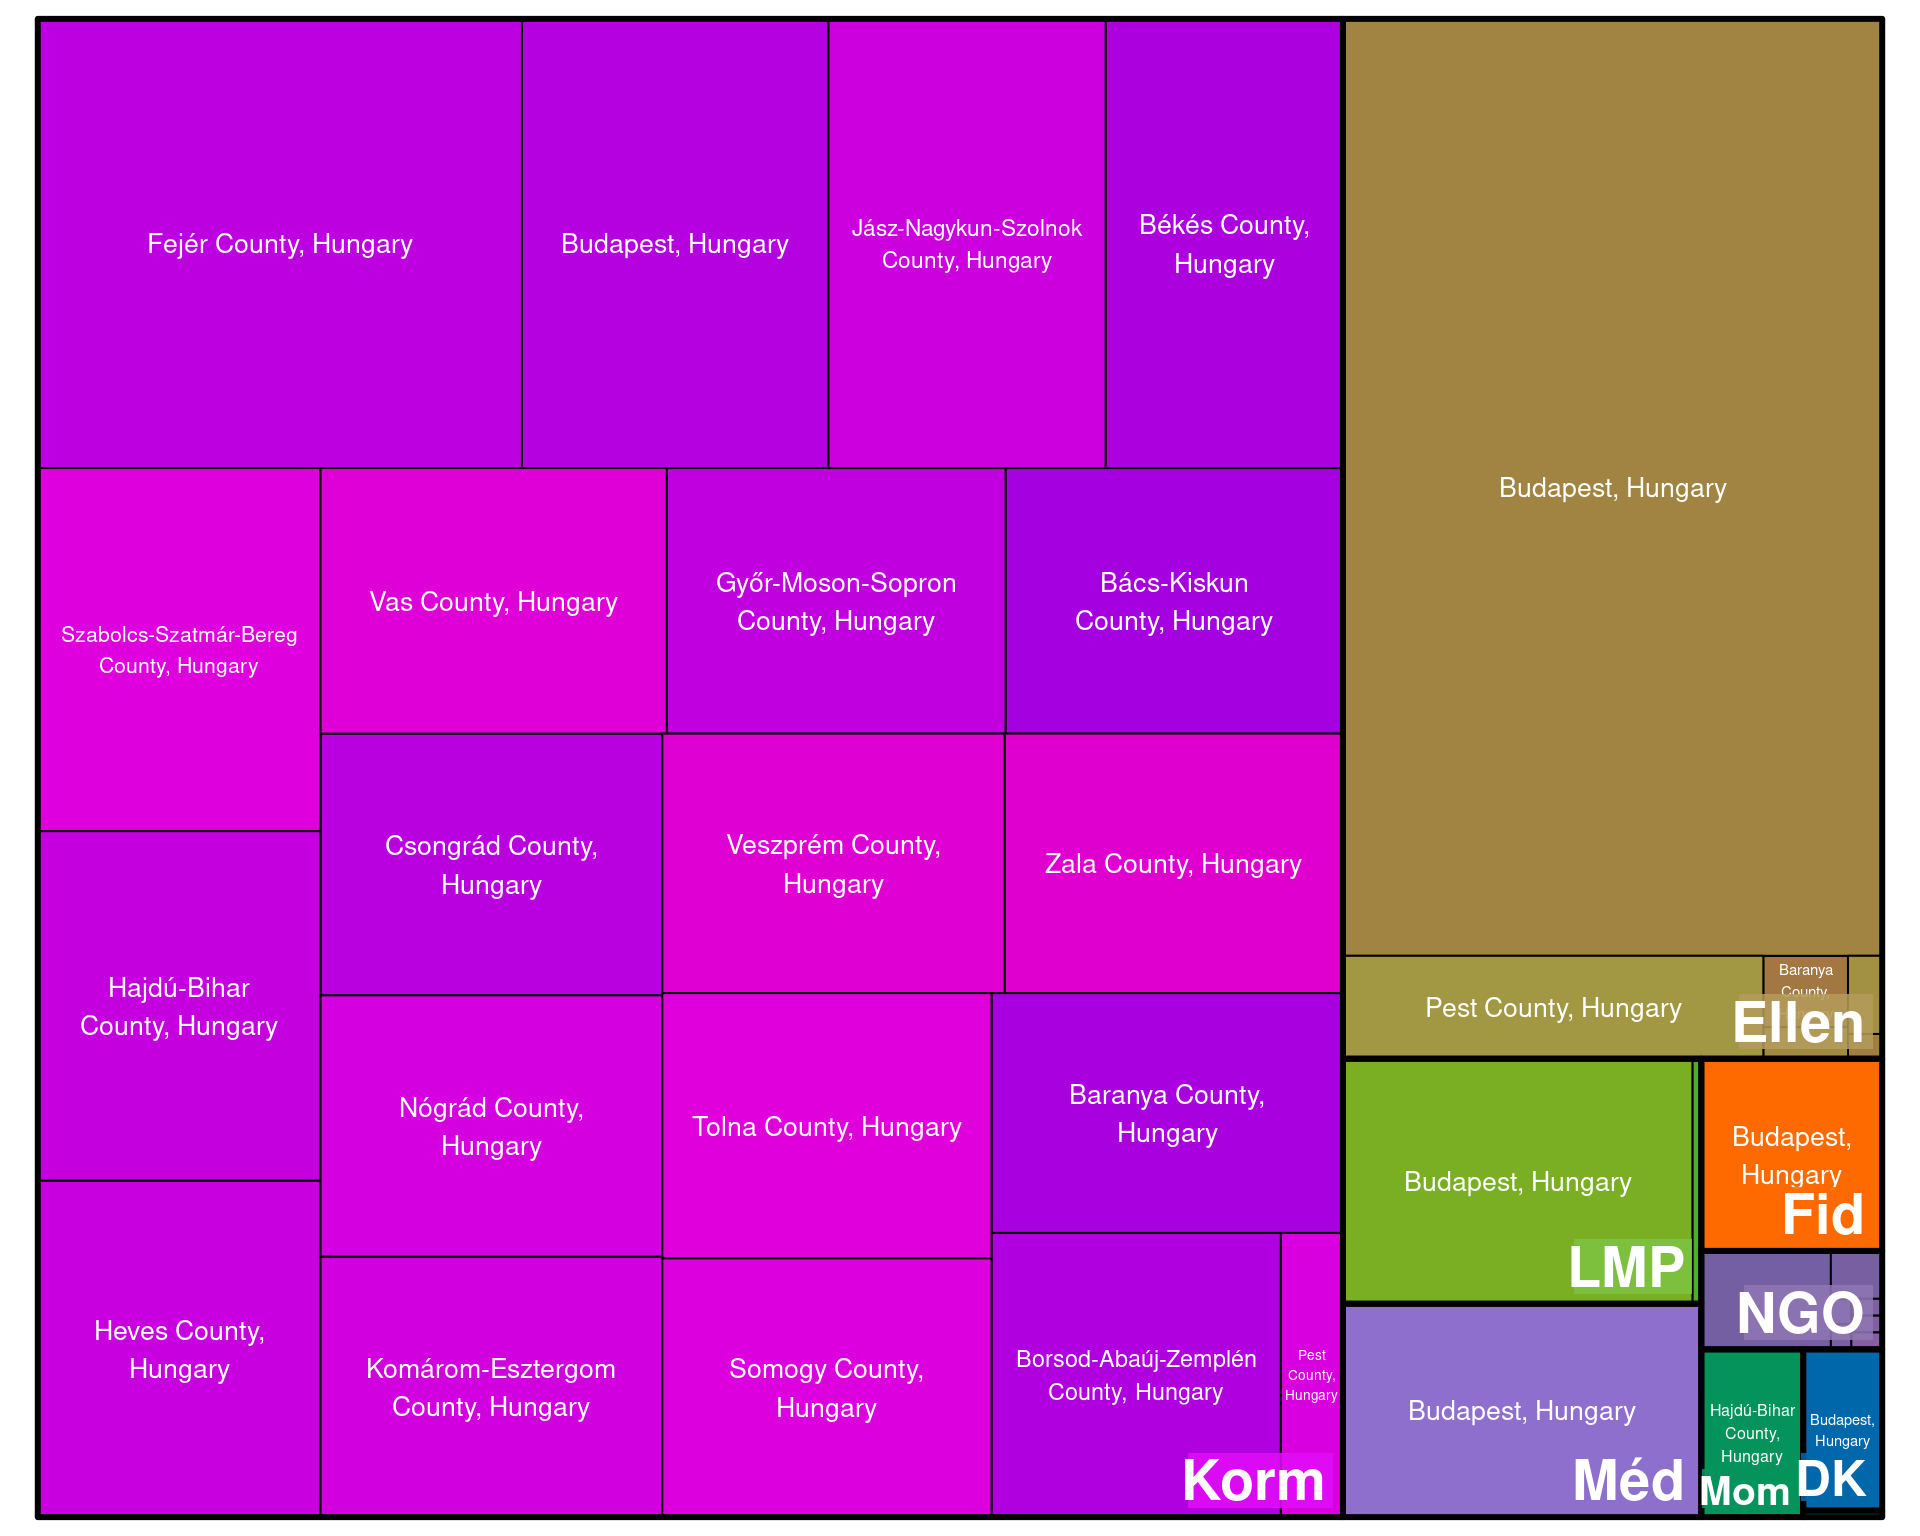 Fejér County, Hungary
Budapest, Hungary
Jász-Nagykun-Szolnok
County, Hungary
Békés County,
Hungary
Szabolcs-Szatmár-Bereg
County, Hungary
Vas County, Hungary
Győr-Moson-Sopron
County, Hungary
Bács-Kiskun
County, Hungary
Hajdú-Bihar
County, Hungary
Csongrád County,
Hungary
Veszprém County,
Hungary
Zala County, Hungary
Heves County,
Hungary
Nógrád County,
Hungary
Tolna County, Hungary
Baranya County,
Hungary
Komárom-Esztergom
County, Hungary
Somogy County,
Hungary
Borsod-Abaúj-Zemplén
County, Hungary
Pest
County,
Hungary
Korm
Budapest, Hungary
Pest County, Hungary
Baranya
County,
Ellen
Budapest, Hungary
LMP
Budapest,
Hungary
Fid
NGO
Budapest, Hungary
Méd
Hajdú-Bihar
County,
Hungary
Mom
Budapest,
Hungary
DK